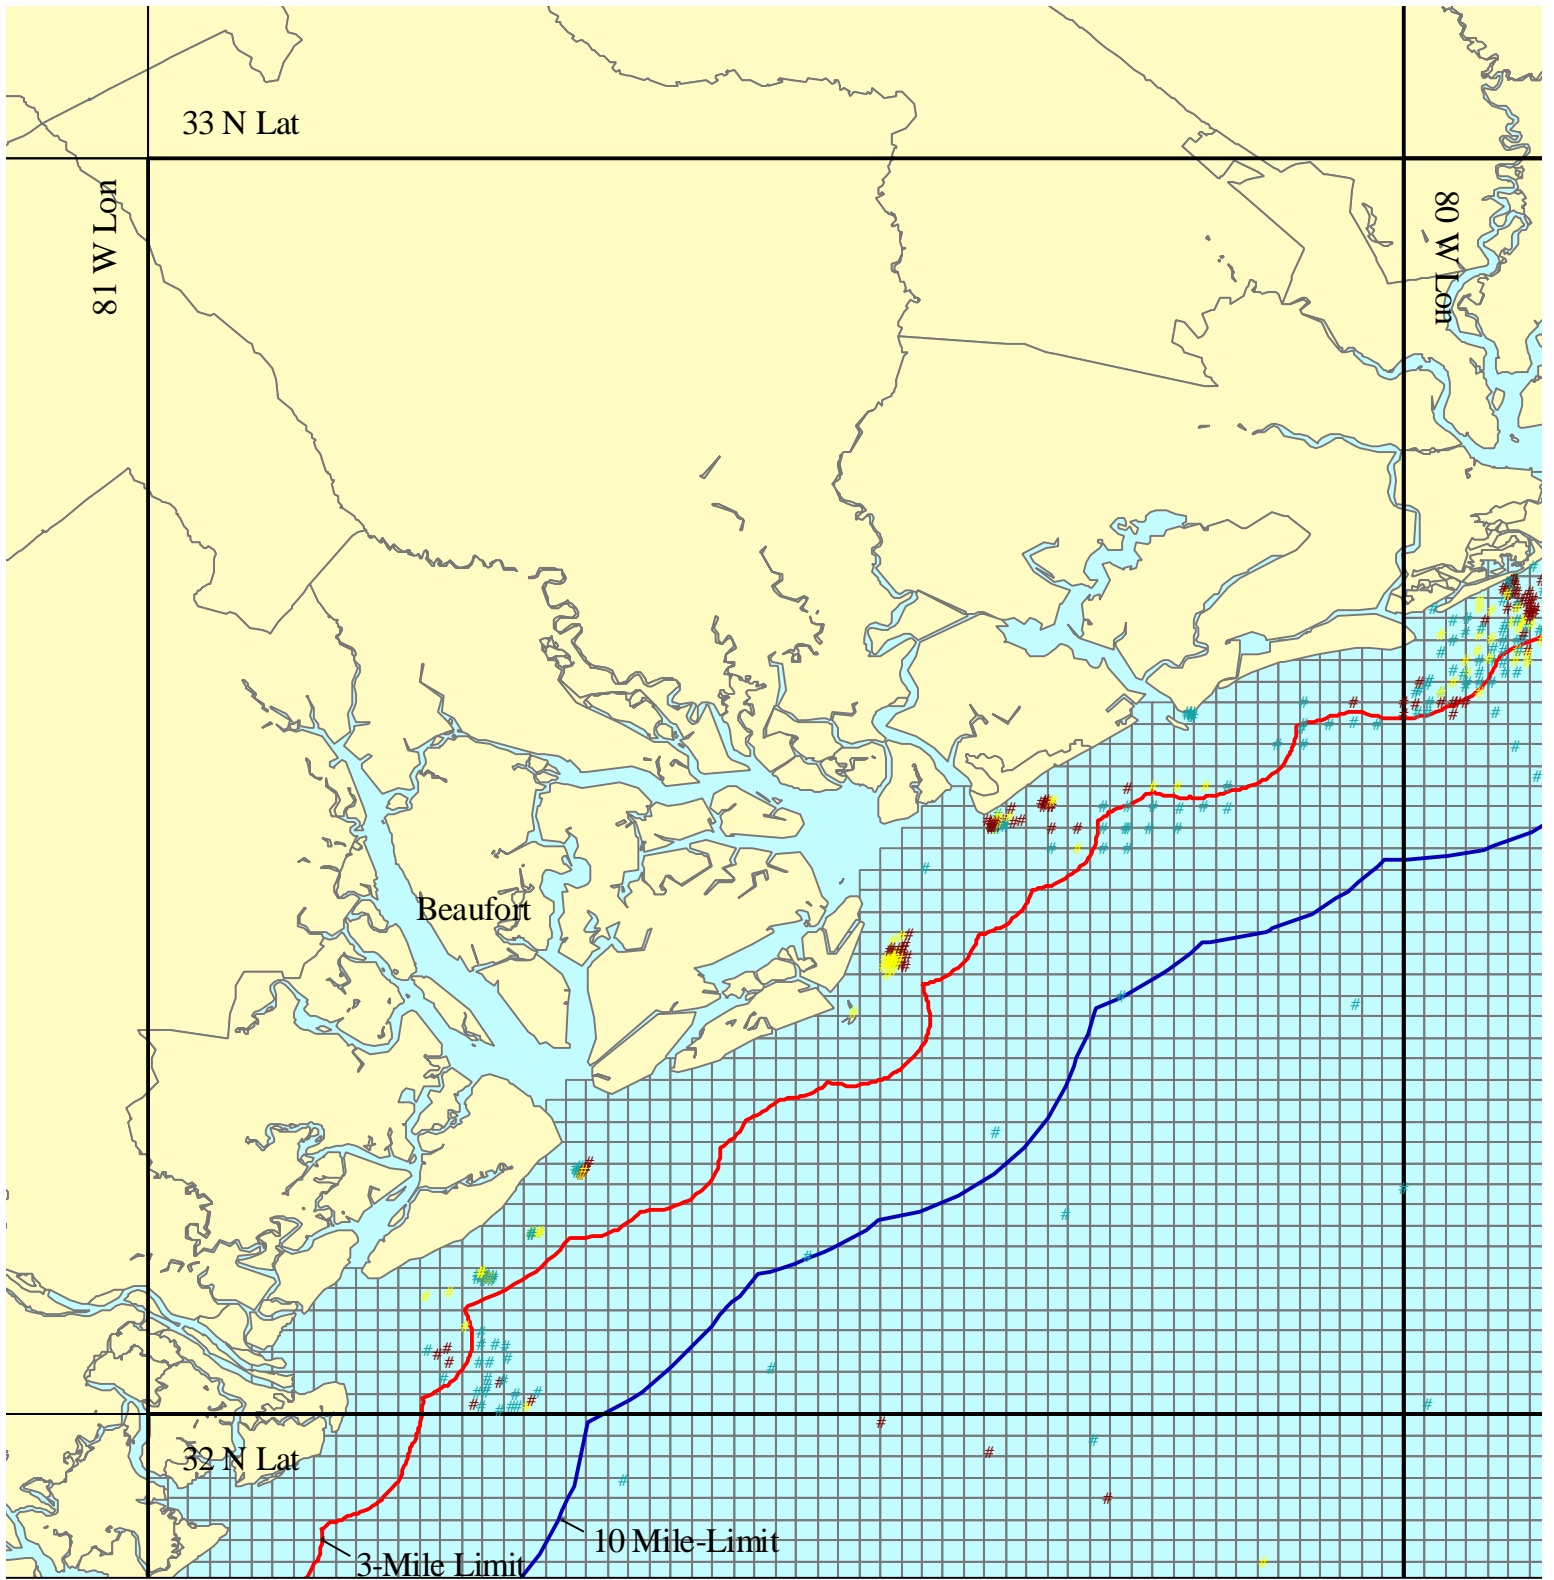 33 N Lat
81 W Lon
80 W Lon
Beaufort
32 N Lat
10 Mile-Limit
3-Mile Limit